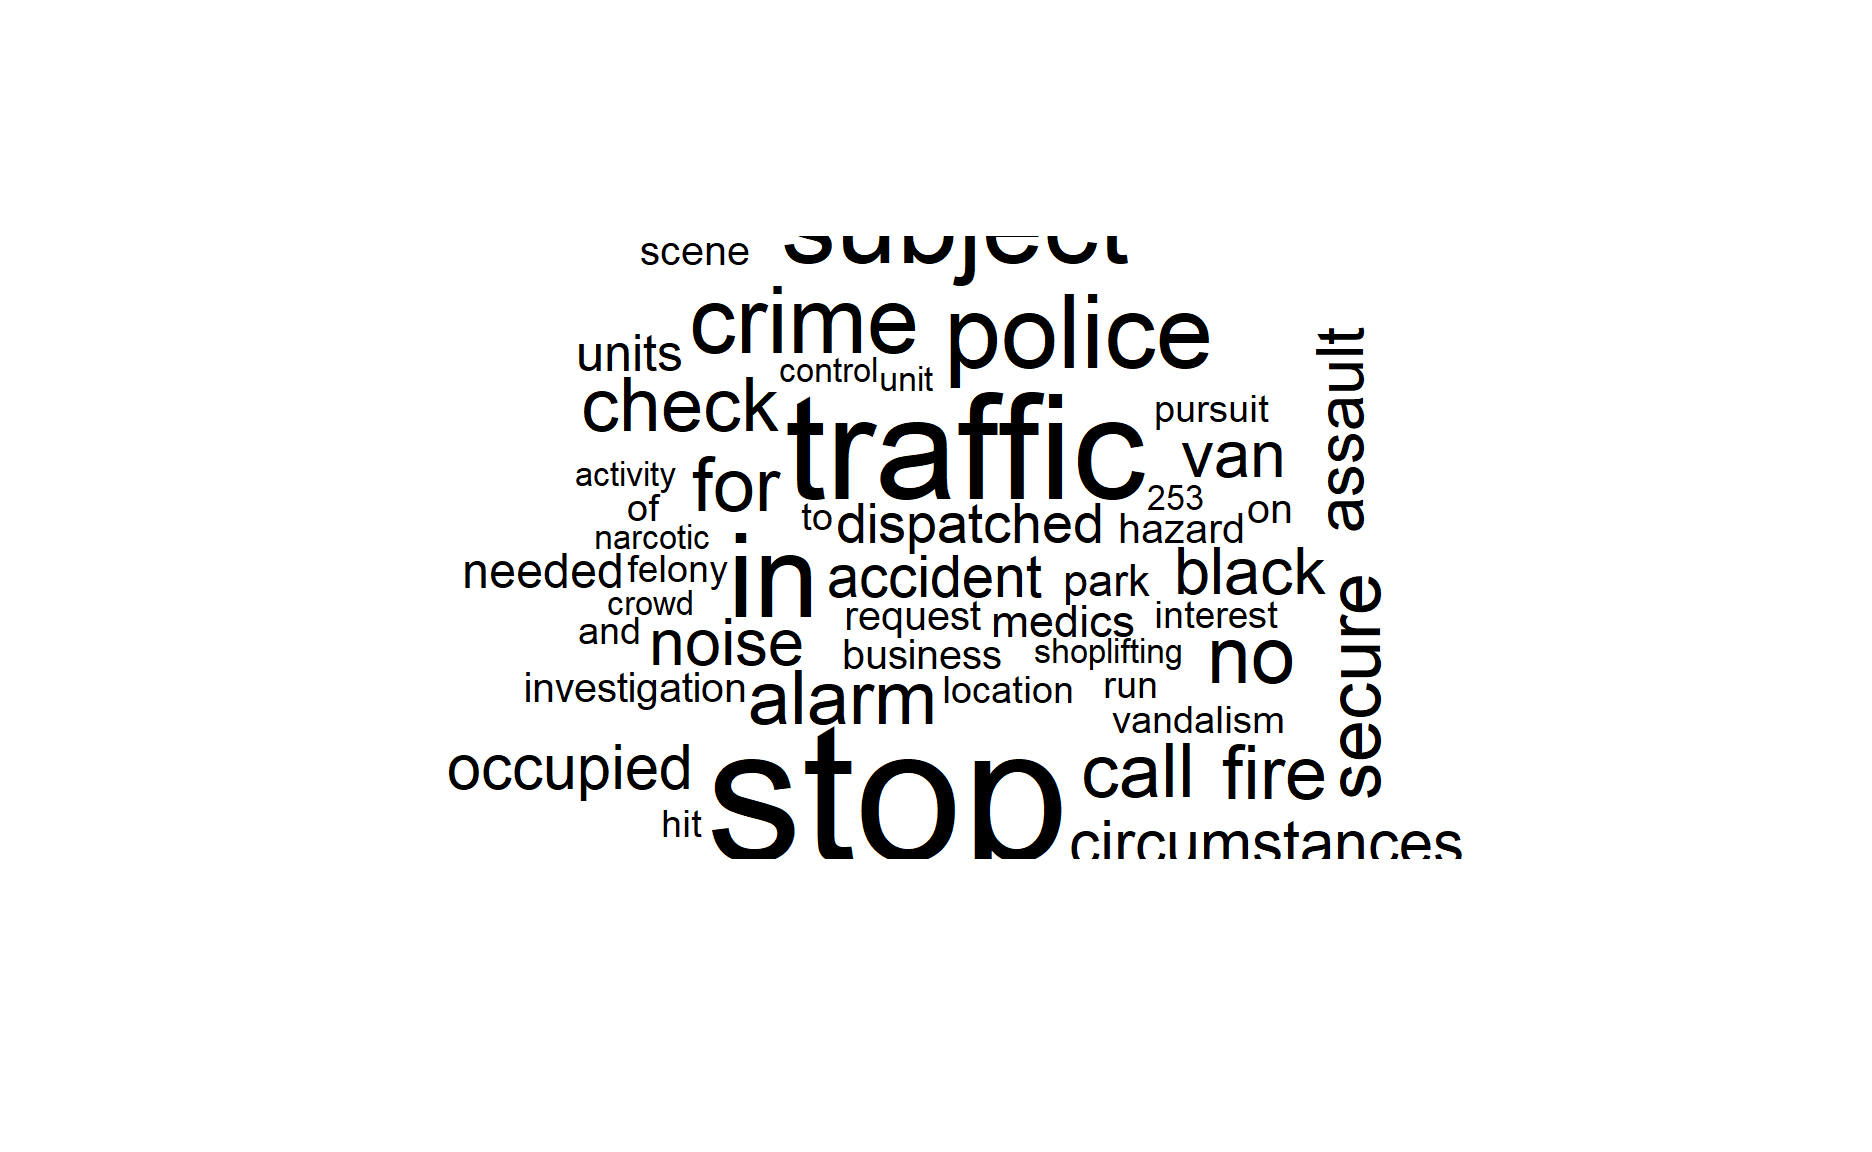 scene subject
crime police
units
control unit
check traffic pursuit
van
assault
activity for
253
of to dispatched hazard on
narcotic
needed felony in accident park black
crowd request medics interest
and noise business shoplifting no
secure
investigation alarm location run
vandalism
occupied stop call fire
hit circumstances